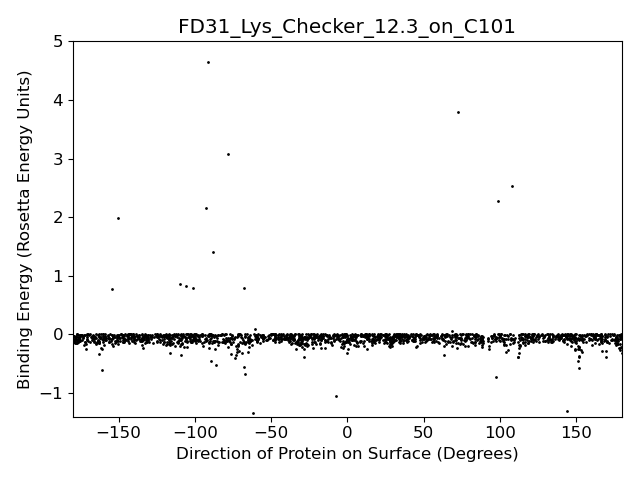 FD31_Lys_Checker_12.3_on_C101
Binding Energy (Rosetta Energy Units)
5
4
3
2
1
0
−1
−150 −100 −50 0 50 100 150
Direction of Protein on Surface (Degrees)